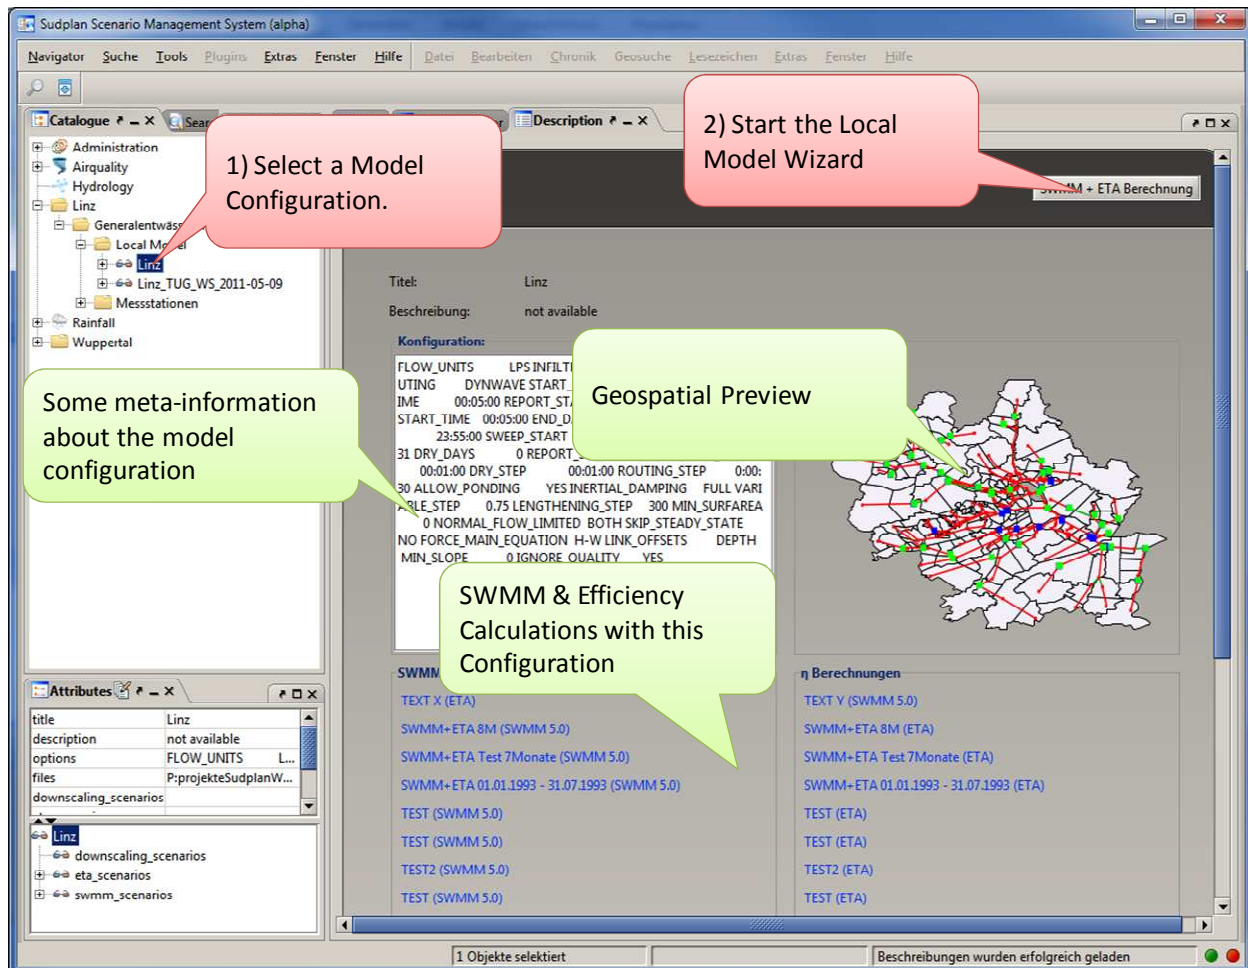 Sudplan Scenario Management System (alpha)
Navigator Suche Tools Plugins Extras Fenster Hilfe Datei Bearbeiten Chronik Geosuche Lesezeichen Extras Fenster Hilfe
Catalogue
Description
Administration
Airquality
Hydrology
Linz
Local
Linz
Linz_TUG_WS_2011-05-09
Messstationen
Rainfall
Wuppertal
1) Select a Model
Configuration.
2) Start the Local
Model Wizard
+ ETA Berechnung
Titel: Linz
Beschreibung: not available
Konfiguration:
FLOW_UNITS LPS
UTING DYNWAVE
IME 00:05:00
START_TIME 00:05:00
23:55:00 SWEEP_START
31 DRY_DAYS 0
00:01:00 DRY_STEP 00:01:00 ROUTING_STEP 0:00:
30 ALLOW_PONDING YES INERTIAL_DAMPING FULL VARI
ABLE_STEP 0.75 LENGTHENING_STEP 300 MIN_SURFAREA
0 NORMAL_FLOW_LIMITED BOTH SKIP_STEADY_STATE
NO FORCE_MAIN_EQUATION H-W LINK_OFFSETS DEPTH
MIN_SLOPE 0 IGNORE_QUALITY YES
Some meta-information
about the model
configuration
Geospatial Preview
SWMM & Efficiency
Calculations with this
Configuration
SWMM
TEXT X (ETA)
SWMM+ETA 8M (SWMM 5.0)
SWMM+ETA Test 7Monate (SWMM 5.0)
SWMM+ETA 01.01.1993 - 31.07.1993 (SWMM 5.0)
TEST (SWMM 5.0)
TEST (SWMM 5.0)
TEST2 (SWMM 5.0)
TEST (SWMM 5.0)
η Berechnungen
TEXT Y (SWMM 5.0)
SWMM+ETA 8M (ETA)
SWMM+ETA Test 7Monate (ETA)
SWMM+ETA 01.01.1993 - 31.07.1993 (ETA)
TEST (ETA)
TEST (ETA)
TEST2 (ETA)
TEST (ETA)
Attributes
title Linz
description not available
options FLOW_UNITS L...
files P:projekteSudplanW...
downscaling_scenarios
Linz
downscaling_scenarios
eta_scenarios
swmm_scenarios
1 Objekte selektiert
Beschreibungen wurden erfolgreich geladen